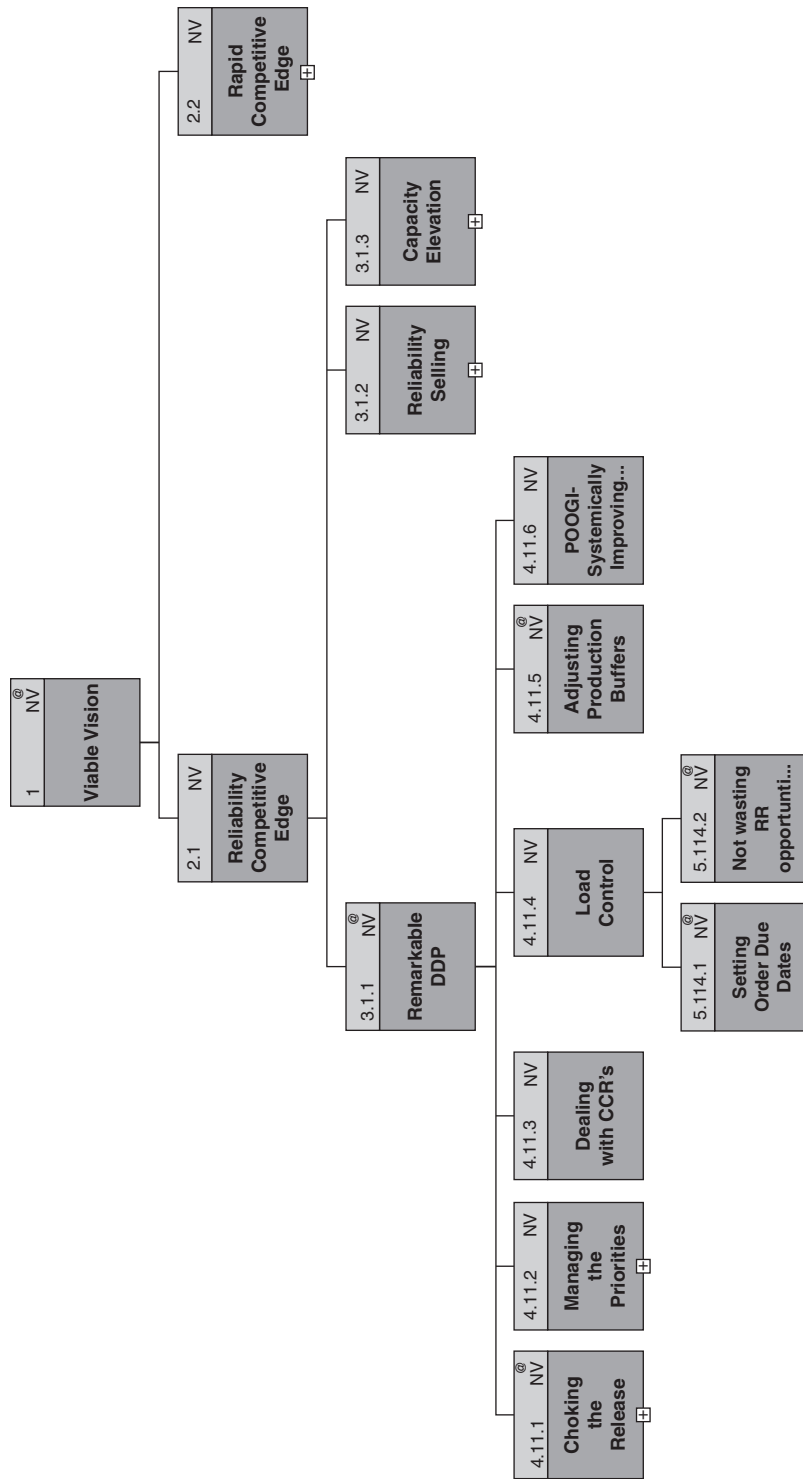 1 NV @
Viable Vision
2.1 NV
Reliability
Competitive
Edge
2.2 NV
Rapid
Competitive
Edge
+
3.1.1 NV @
Remarkable
DDP
3.1.2 NV
Reliability
Selling
+
3.1.3 NV
Capacity
Elevation
+
4.11.1 NV @
Choking
the
Release
+
4.11.2 NV
Managing
the
Priorities
+
4.11.3 NV
Dealing
with CCR's
4.11.4 NV
Load
Control
4.11.5 NV @
Adjusting
Production
Buffers
4.11.6 NV
POOGI-
Systemically
Improving...
5.114.1 NV @
Setting
Order Due
Dates
5.114.2 NV @
Not wasting
RR
opportunti...